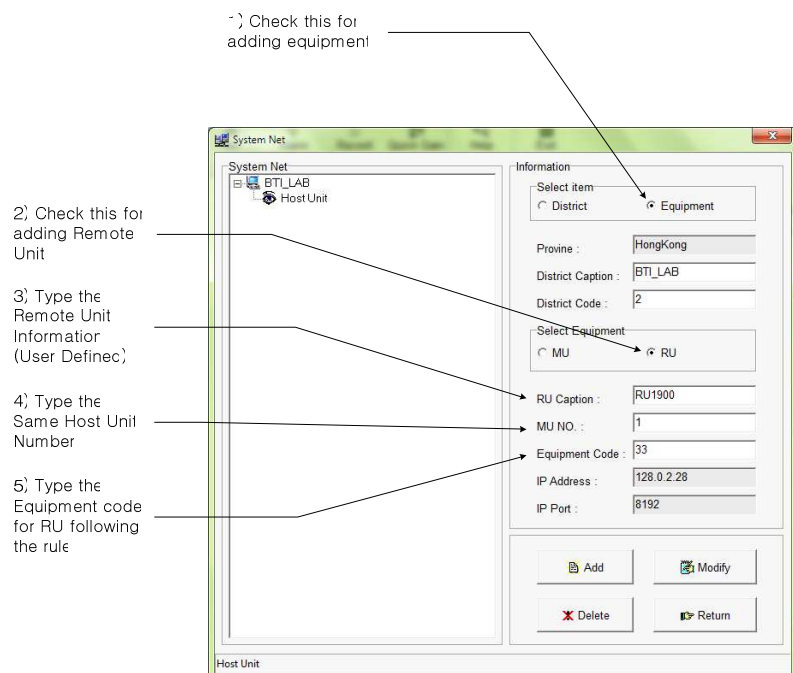 1) Check this for
adding equipment
System Net
Help
Exit
System Net
BTI_LAB
Host Unit
Information
Select item
District
Equipment
Provine :
HongKong
District Caption :
BTI_LAB
District Code :
2
Select Equipment
MU
RU
RU Caption :
RU1900
MU NO. :
1
Equipment Code :
33
IP Address :
128.0.2.28
IP Port :
8192
Add
Modify
Delete
Return
Host Unit
2) Check this for
adding Remote
Unit
3) Type the
Remote Unit
Information
(User Defined)
4) Type the
Same Host Unit
Number
5) Type the
Equipment code
for RU following
the rule